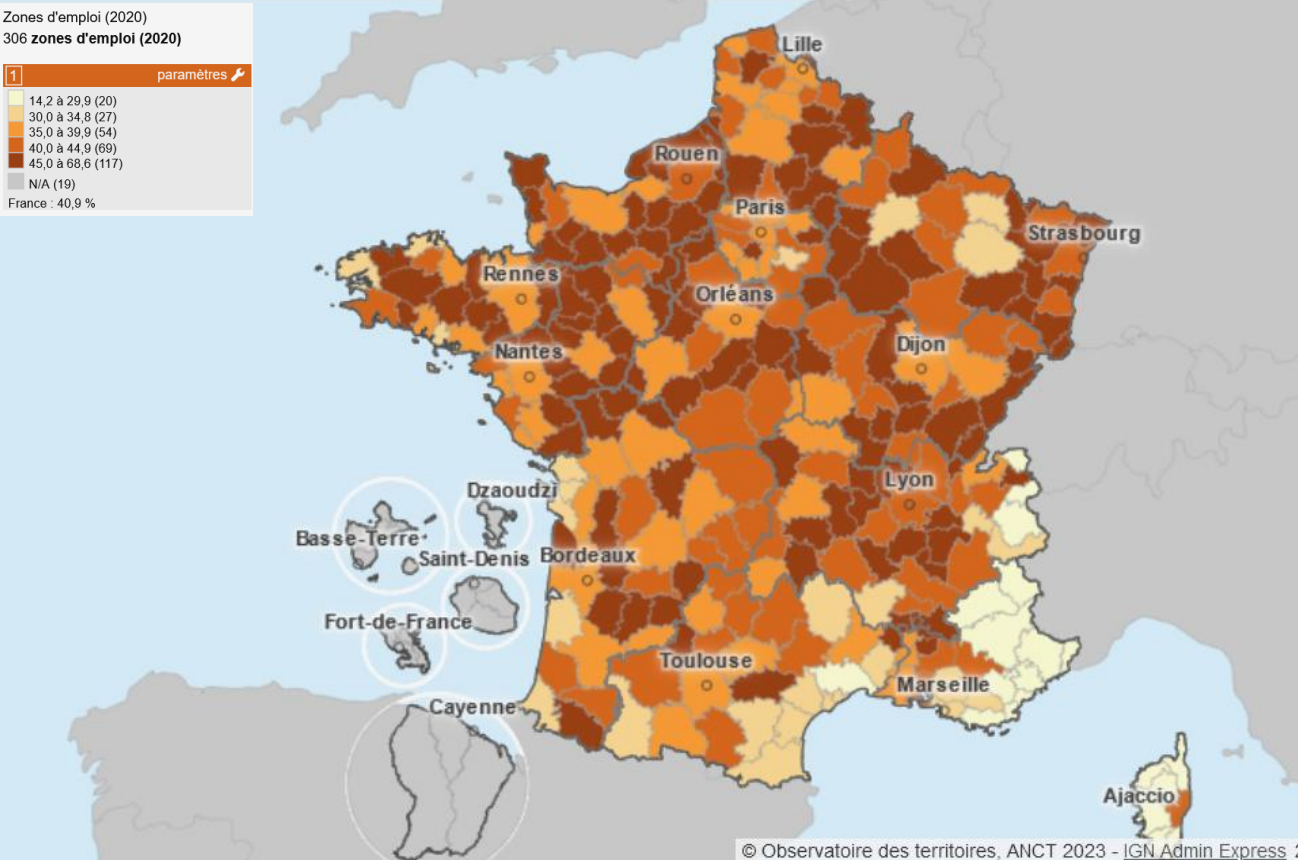 Zones d'emploi (2020)
306 zones d'emploi (2020)
1 paramètres
14,2 à 29,9 (20)
30,0 à 34,8 (27)
35,0 à 39,9 (54)
40,0 à 44,9 (69)
45,0 à 68,6 (117)
N/A (19)
France : 40,9 %
Lille
Rouen
Paris
Strasbourg
Rennes
Orléans
Nantes
Dijon
Lyon
Dzaoudzi
Basse-Terre
Saint-Denis
Bordeaux
Fort-de-France
Toulouse
Marseille
Cayenne
Ajaccio
© Observatoire des territoires, ANCT 2023 - IGN Admin Express